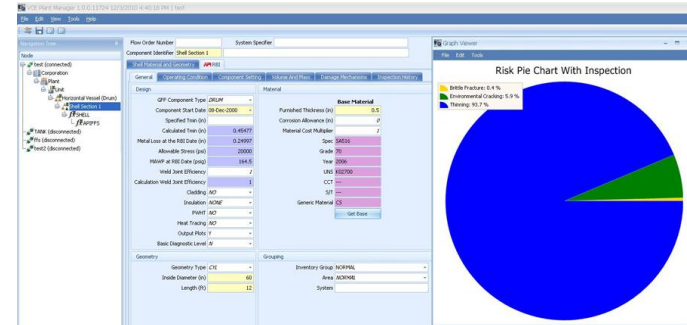 VCE Plant Manager 1.0.0.11724 12/3/2010 4:40:16 PM | test
File Edit View Tools Help
Navigation Tree
Node
test (connected)
Corporation
Plant
Unit
Horizontal Vessel (Drum)
Shell Section 1
SHELL
APIFFS
TANK (disconnected)
ffs (disconnected)
test2 (disconnected)
Flow Order Number System Specifier
Component Identifier Shell Section 1
Shell Material and Geometry API RBI
General Operating Condition Component Setting Volume And Mass Damage Mechanisms Inspection History
Design
GFF Component Type DRUM
Component Start Date 08-Dec-2000
Specified Tmin (in)
Calculated Tmin (in) 0.45477
Metal Loss at the RBI Date (in) 0.24997
Allowable Stress (psi) 20000
MAWP at RBI Date (psig) 164.5
Weld Joint Efficiency 1
Calculation Weld Joint Efficiency 1
Cladding NO
Insulation NONE
PWHT NO
Heat Tracing NO
Output Plots Y
Basic Diagnostic Level N
Geometry
Geometry Type CYL
Inside Diameter (in) 60
Length (ft) 12
Material
Base Material
Furnished Thickness (in) 0.5
Corrosion Allowance (in) 0
Material Cost Multiplier 1
Spec SA516
Grade 70
Year 2006
UNS K02700
CCT ---
S/T ---
Generic Material CS
Get Base
Grouping
Inventory Group NORMAL
Area NORMAL
System
Graph Viewer
File Edit Tools
Risk Pie Chart With Inspection
Brittle Fracture: 0.4 %
Environmental Cracking: 5.9 %
Thinning: 93.7 %